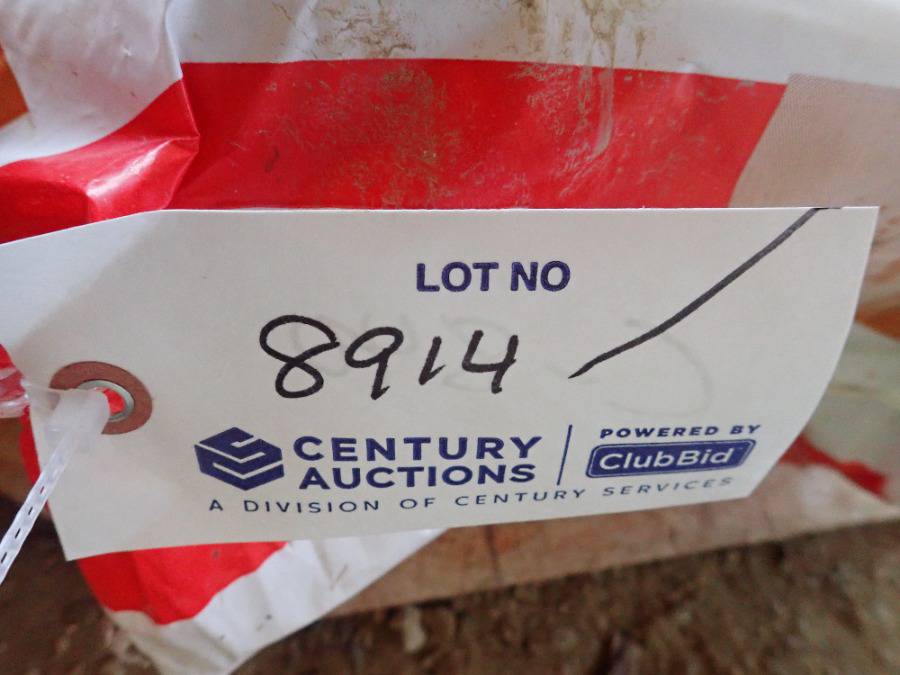 LOT NO
8914
CENTURY AUCTIONS
POWERED BY
ClubBid
A DIVISION OF CENTURY SERVICES